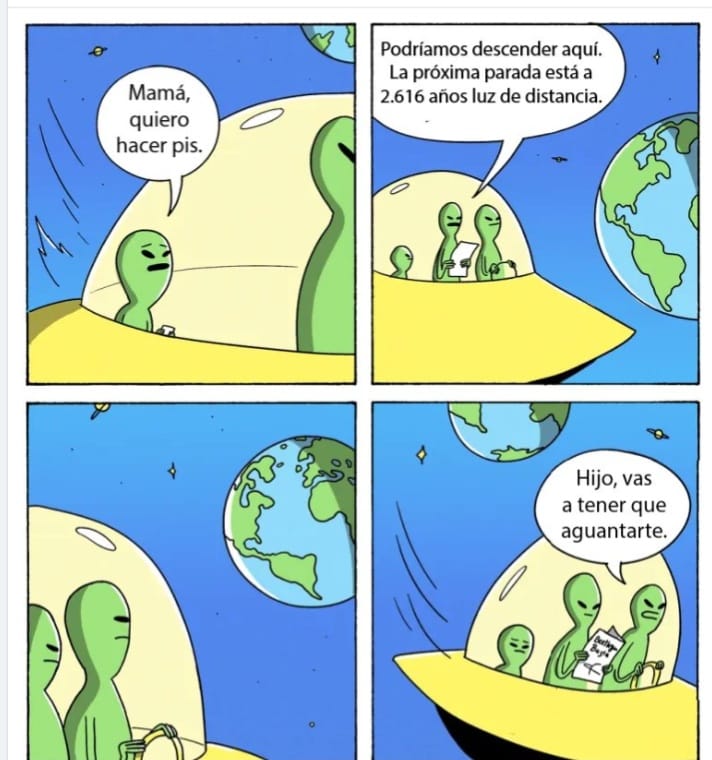 Mamá,
quiero
hacer pis.
Podríamos descender aquí.
La próxima parada está a
2.616 años luz de distancia.
Hijo, vas
a tener que
aguantarte.